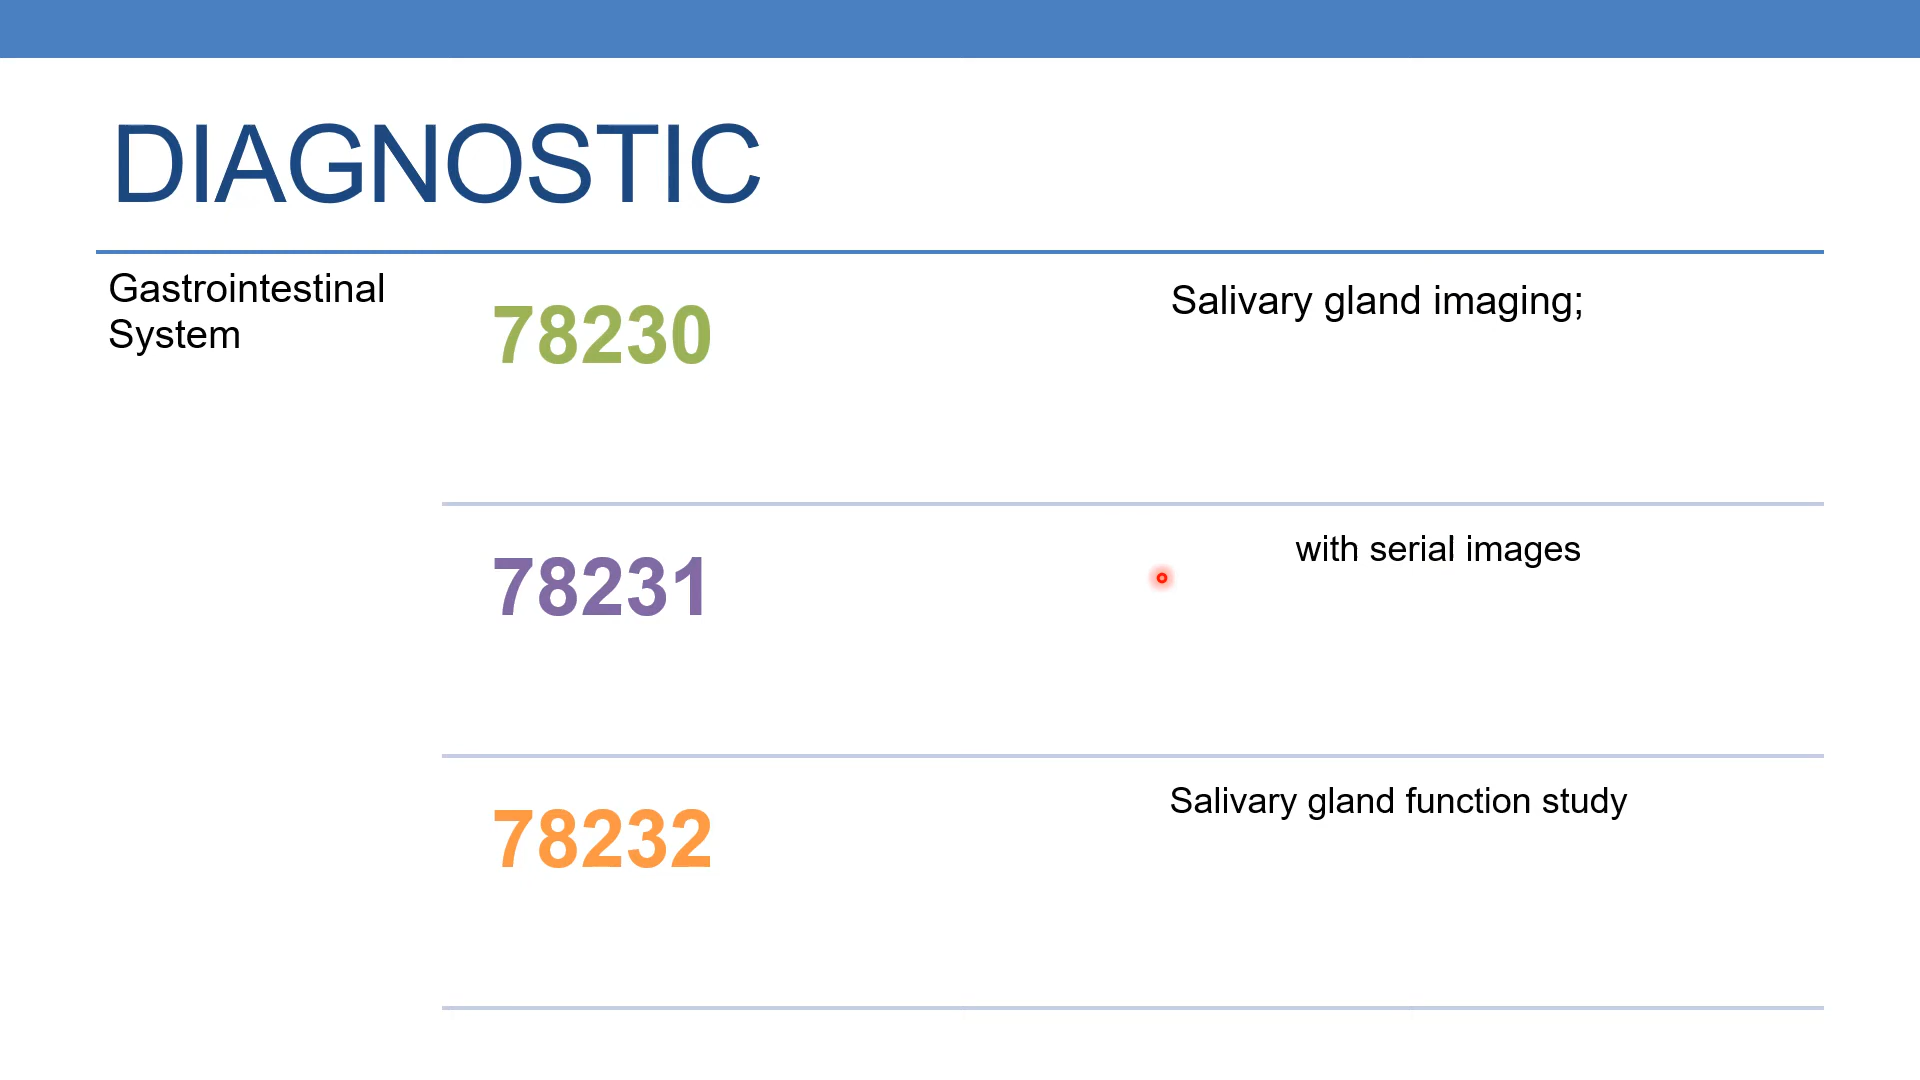 DIAGNOSTIC
Gastrointestinal
System
78230
Salivary gland imaging;
78231
with serial images
78232
Salivary gland function study